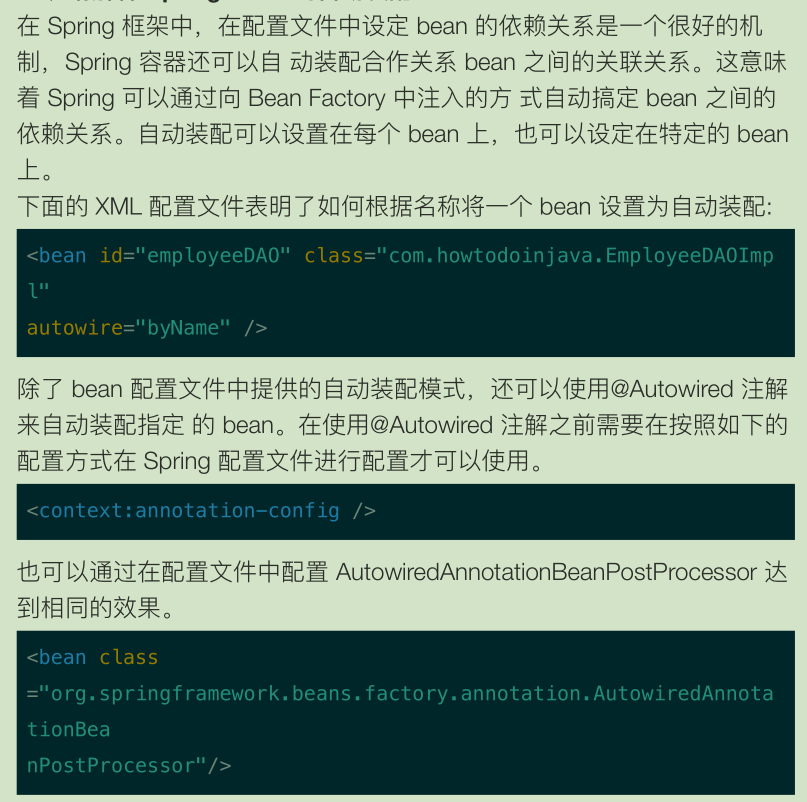 在 Spring 框架中，在配置文件中设定 bean 的依赖关系是一个很好的机
制，Spring 容器还可以自 动装配合作关系 bean 之间的关联关系。这意味
着 Spring 可以通过向 Bean Factory 中注入的方 式自动搞定 bean 之间的
依赖关系。自动装配可以设置在每个 bean 上，也可以设定在特定的 bean
上。
下面的 XML 配置文件表明了如何根据名称将一个 bean 设置为自动装配:
<bean id="employeeDAO" class="com.howtodoinjava.EmployeeDAOImp
l"
autowire="byName" />
除了 bean 配置文件中提供的自动装配模式，还可以使用@Autowired 注解
来自动装配指定 的 bean。在使用@Autowired 注解之前需要在按照如下的
配置方式在 Spring 配置文件进行配置才可以使用。
<context:annotation-config />
也可以通过在配置文件中配置 AutowiredAnnotationBeanPostProcessor 达
到相同的效果。
<bean class
="org.springframework.beans.factory.annotation.AutowiredAnnota
tionBea
nPostProcessor"/>